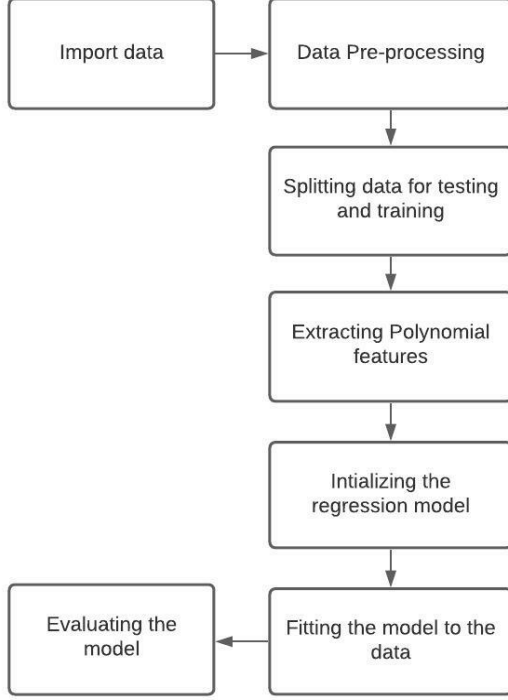 Import data
Data Pre-processing
Splitting data for testing
and training
Extracting Polynomial
features
Intializing the
regression model
Fitting the model to the
data
Evaluating the
model